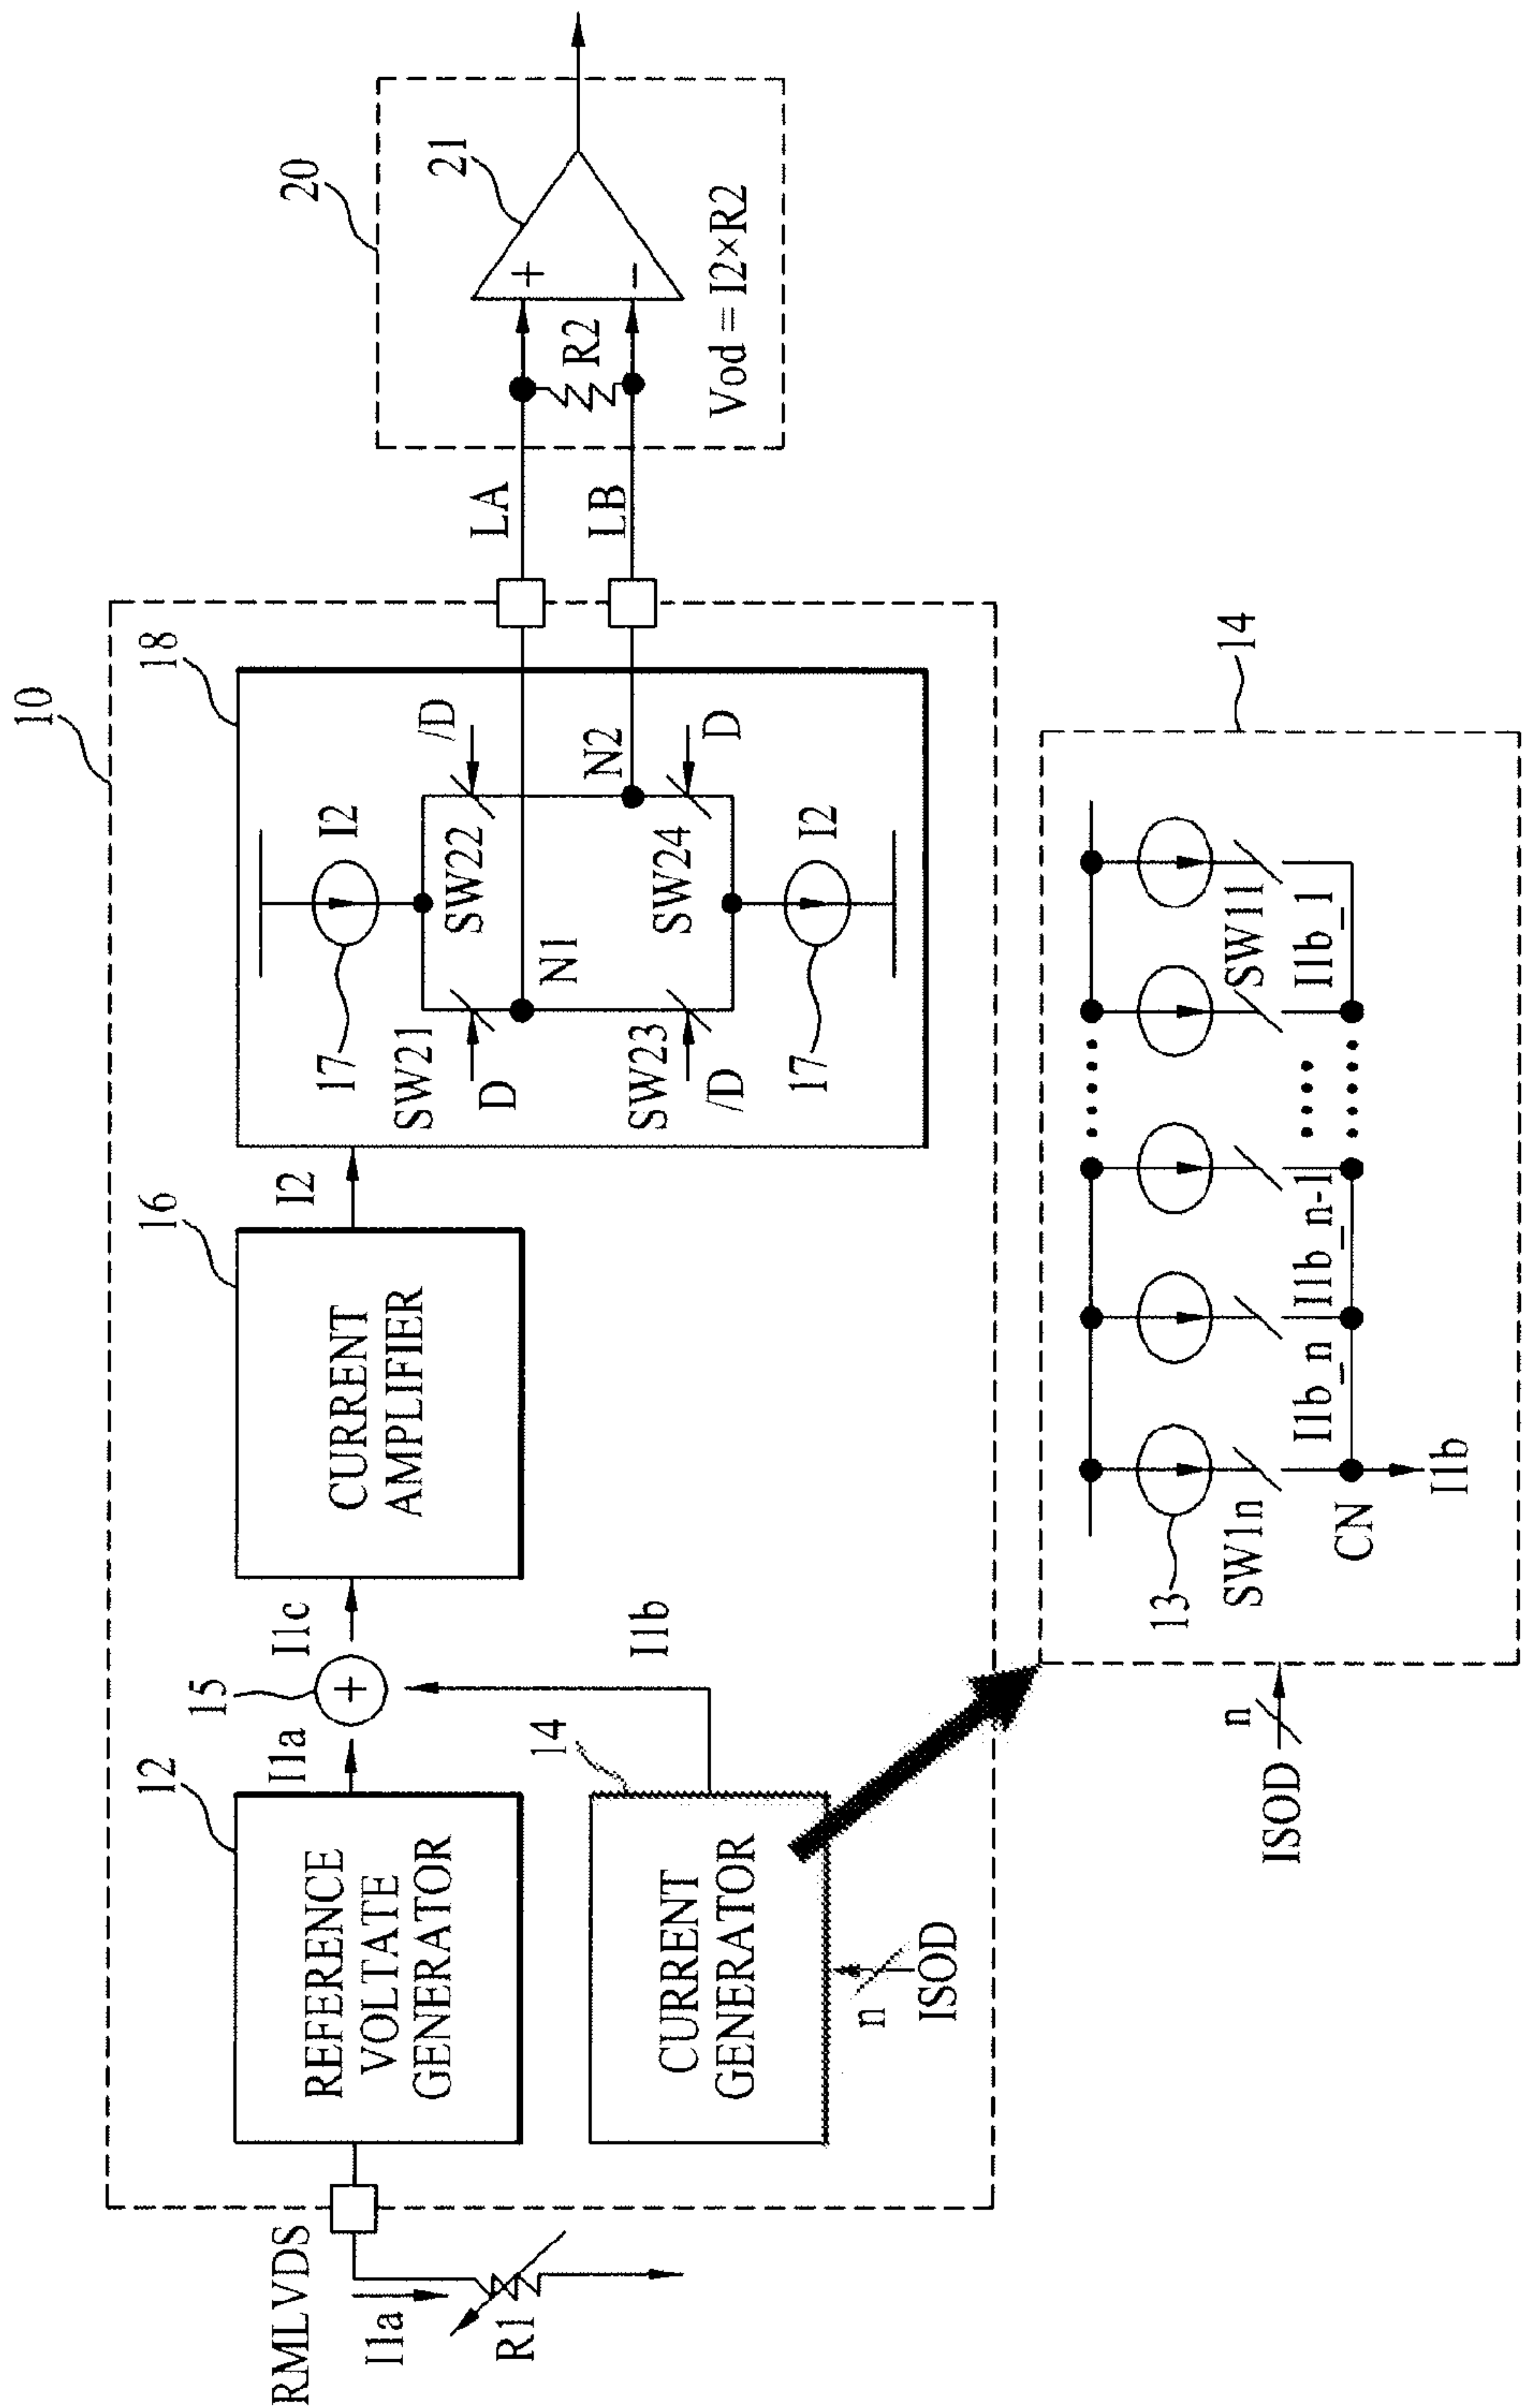 10
20
12
15
16
18
RMLVDS
I1a
R1
REFERENCE
VOLTATE
GENERATOR
I1a
+
I1c
CURRENT
AMPLIFIER
I2
17
I2
SW21
D
SW22
/D
N1
N2
SW23
/D
SW24
D
17
I2
LA
LB
R2
+
−
21
Vod = I2×R2
14
CURRENT
GENERATOR
I1b
n
ISOD
14
ISOD
n
13
SW1n
SW11
I1b_n
I1b_n-1
I1b_1
CN
I1b